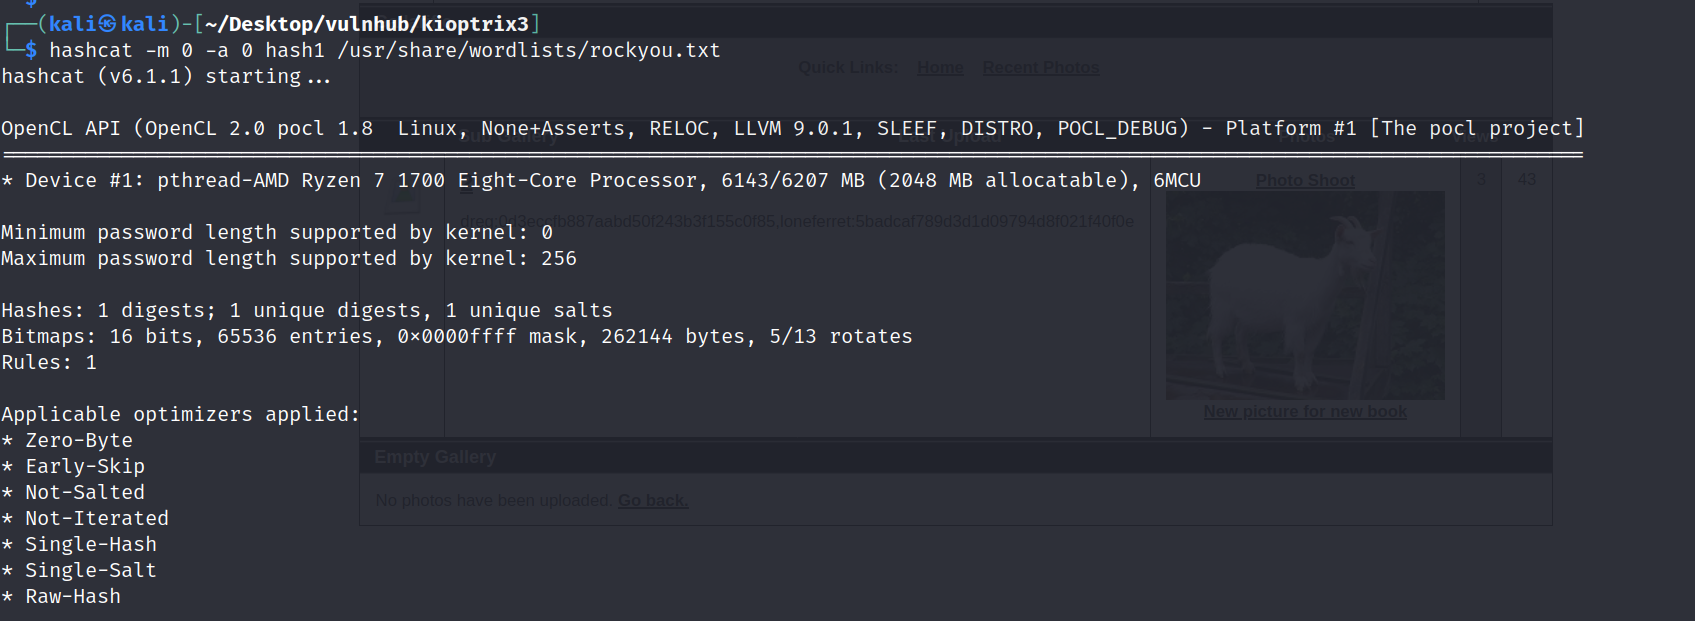 $
┌──(kali㉿kali)-[~/Desktop/vulnhub/kioptrix3]
└─$ hashcat -m 0 -a 0 hash1 /usr/share/wordlists/rockyou.txt
hashcat (v6.1.1) starting...
Quick Links: Home Recent Photos
OpenCL API (OpenCL 2.0 pocl 1.8  Linux, None+Asserts, RELOC, LLVM 9.0.1, SLEEF, DISTRO, POCL_DEBUG) - Platform #1 [The pocl project]
================================================================================
* Device #1: pthread-AMD Ryzen 7 1700 Eight-Core Processor, 6143/6207 MB (2048 MB allocatable), 6MCU
Photo Shoot 3 43
dreg:0d3eccfb887aabd50f243b3f155c0f85,loneferret:5badcaf789d3d1d09794d8f021f40f0e
Minimum password length supported by kernel: 0
Maximum password length supported by kernel: 256
Hashes: 1 digests; 1 unique digests, 1 unique salts
Bitmaps: 16 bits, 65536 entries, 0x0000ffff mask, 262144 bytes, 5/13 rotates
Rules: 1
New picture for new book
Applicable optimizers applied:
* Zero-Byte
Empty Gallery
* Early-Skip
* Not-Salted
No photos have been uploaded. Go back.
* Not-Iterated
* Single-Hash
* Single-Salt
* Raw-Hash